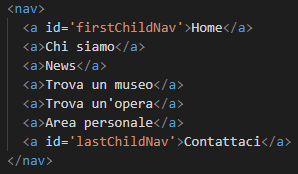 <nav>
<a id='firstChildNav'>Home</a>
<a>Chi siamo</a>
<a>News</a>
<a>Trova un museo</a>
<a>Trova un'opera</a>
<a>Area personale</a>
<a id='lastChildNav'>Contattaci</a>
</nav>